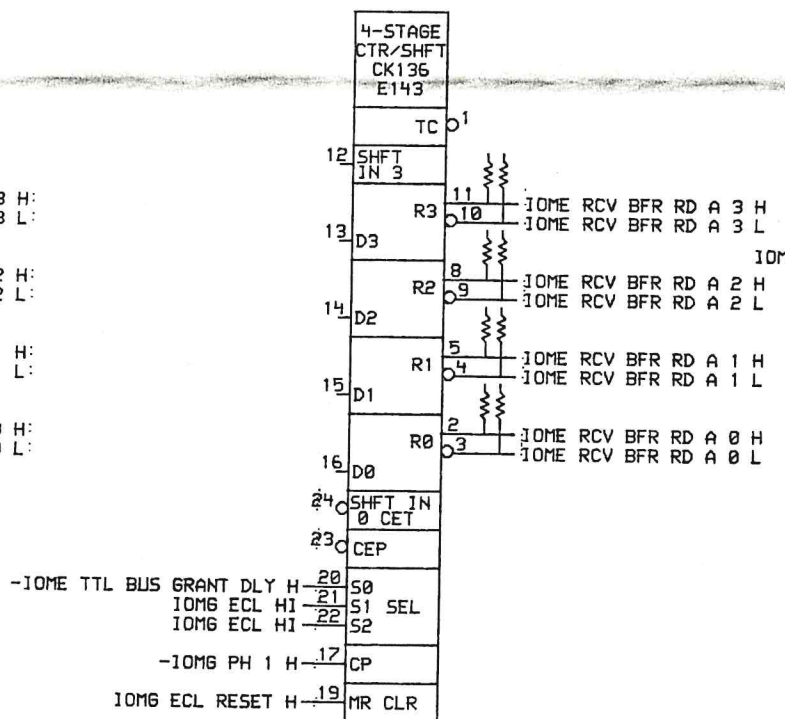 4-STAGE
CTR/SHFT
CK136
E143
TC 1
12 SHFT
IN 3
3 H:
3 L:
R3 11 IOME RCV BFR RD A 3 H
10 IOME RCV BFR RD A 3 L
13 D3
IOM
2 H:
2 L:
R2 8 IOME RCV BFR RD A 2 H
9 IOME RCV BFR RD A 2 L
14 D2
H:
L:
R1 5 IOME RCV BFR RD A 1 H
4 IOME RCV BFR RD A 1 L
15 D1
H:
L:
R0 2 IOME RCV BFR RD A 0 H
3 IOME RCV BFR RD A 0 L
16 D0
24 SHFT IN
0 CET
23 CEP
-IOME TTL BUS GRANT DLY H 20 S0
IOMG ECL HI 21 S1 SEL
IOMG ECL HI 22 S2
-IOMG PH 1 H 17 CP
IOMG ECL RESET H 19 MR CLR